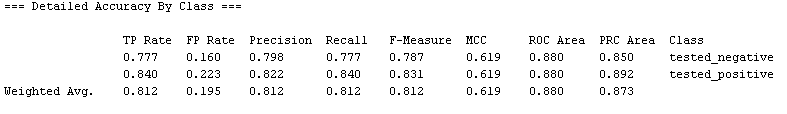 === Detailed Accuracy By Class ===
TP Rate FP Rate Precision Recall F-Measure MCC ROC Area PRC Area Class
0.777 0.160 0.798 0.777 0.787 0.619 0.880 0.850 tested_negative
0.840 0.223 0.822 0.840 0.831 0.619 0.880 0.892 tested_positive
Weighted Avg. 0.812 0.195 0.812 0.812 0.812 0.619 0.880 0.873